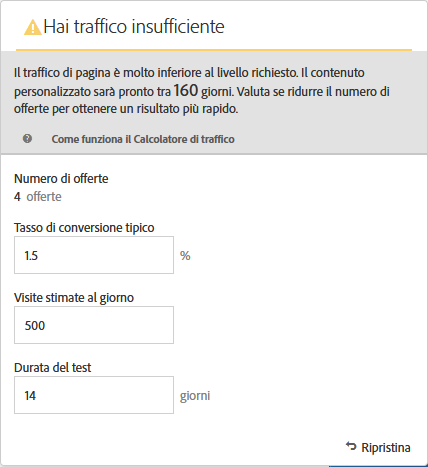 Hai traffico insufficiente
Il traffico di pagina è molto inferiore al livello richiesto. Il contenuto
personalizzato sarà pronto tra 160 giorni. Valuta se ridurre il numero di
offerte per ottenere un risultato più rapido.
Come funziona il Calcolatore di traffico
Numero di offerte
4 offerte
Tasso di conversione tipico
1.5 %
Visite stimate al giorno
500
Durata del test
14 giorni
Ripristina